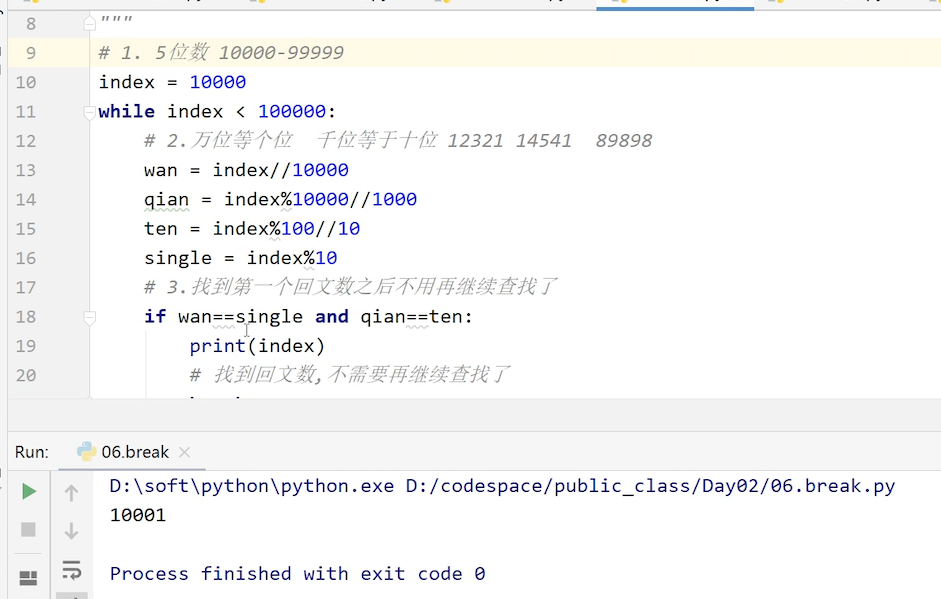 8 """
9 # 1. 5位数 10000-99999
10 index = 10000
11 while index < 100000:
12 # 2.万位等个位  千位等于十位 12321 14541  89898
13 wan = index//10000
14 qian = index%10000//1000
15 ten = index%100//10
16 single = index%10
17 # 3.找到第一个回文数之后不用再继续查找了
18 if wan==single and qian==ten:
19 print(index)
20 # 找到回文数,不需要再继续查找了
Run: 06.break
D:\soft\python\python.exe D:/codespace/public_class/Day02/06.break.py
10001
Process finished with exit code 0